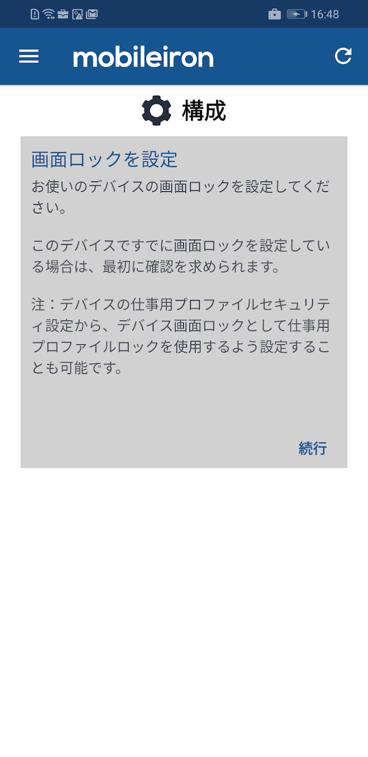 16:48
mobileiron
構成
画面ロックを設定
お使いのデバイスの画面ロックを設定してくだ
さい。
このデバイスですでに画面ロックを設定してい
る場合は、最初に確認を求められます。
注：デバイスの仕事用プロファイルセキュリテ
ィ設定から、デバイス画面ロックとして仕事用
プロファイルロックを使用するよう設定するこ
とも可能です。
続行